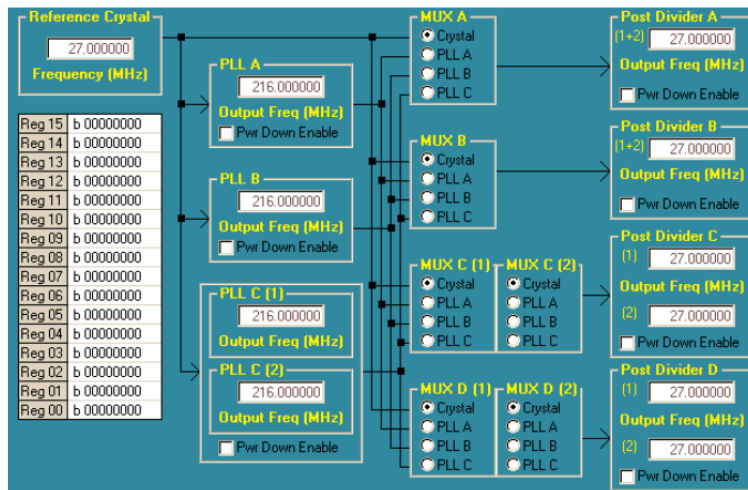 Reference Crystal
27.000000
Frequency (MHz)
Reg 15 b 00000000
Reg 14 b 00000000
Reg 13 b 00000000
Reg 12 b 00000000
Reg 11 b 00000000
Reg 10 b 00000000
Reg 09 b 00000000
Reg 08 b 00000000
Reg 07 b 00000000
Reg 06 b 00000000
Reg 05 b 00000000
Reg 04 b 00000000
Reg 03 b 00000000
Reg 02 b 00000000
Reg 01 b 00000000
Reg 00 b 00000000
PLL A
216.000000
Output Freq (MHz)
Pwr Down Enable
PLL B
216.000000
Output Freq (MHz)
Pwr Down Enable
PLL C (1)
216.000000
Output Freq (MHz)
PLL C (2)
216.000000
Output Freq (MHz)
Pwr Down Enable
MUX A
Crystal
PLL A
PLL B
PLL C
MUX B
Crystal
PLL A
PLL B
PLL C
MUX C (1) MUX C (2)
Crystal Crystal
PLL A PLL A
PLL B PLL B
PLL C PLL C
MUX D (1) MUX D (2)
Crystal Crystal
PLL A PLL A
PLL B PLL B
PLL C PLL C
Post Divider A
(1+2) 27.000000
Output Freq (MHz)
Pwr Down Enable
Post Divider B
(1+2) 27.000000
Output Freq (MHz)
Pwr Down Enable
Post Divider C
(1) 27.000000
Output Freq (MHz)
(2) 27.000000
Pwr Down Enable
Post Divider D
(1) 27.000000
Output Freq (MHz)
(2) 27.000000
Pwr Down Enable